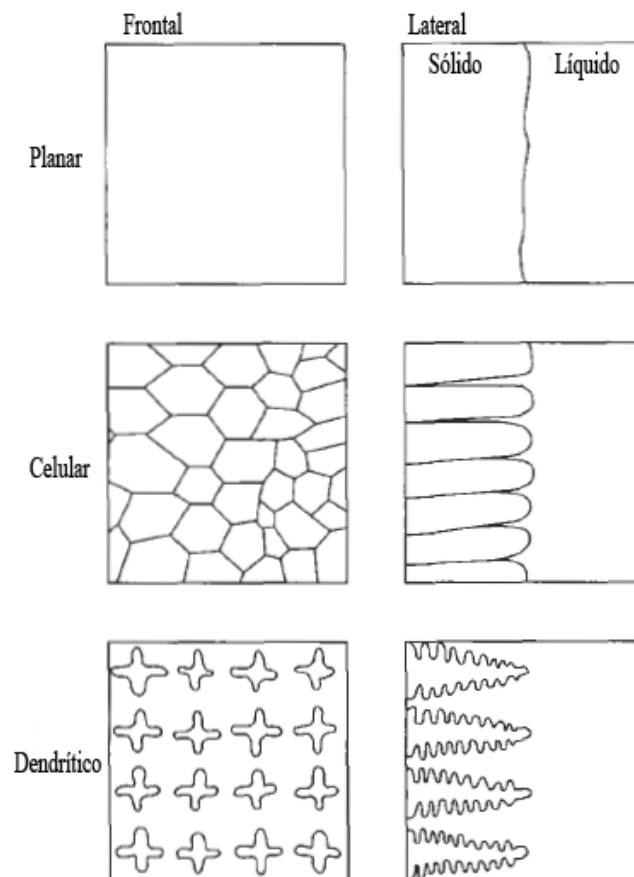 Frontal
Lateral
Sólido
Líquido
Planar
Celular
Dendrítico